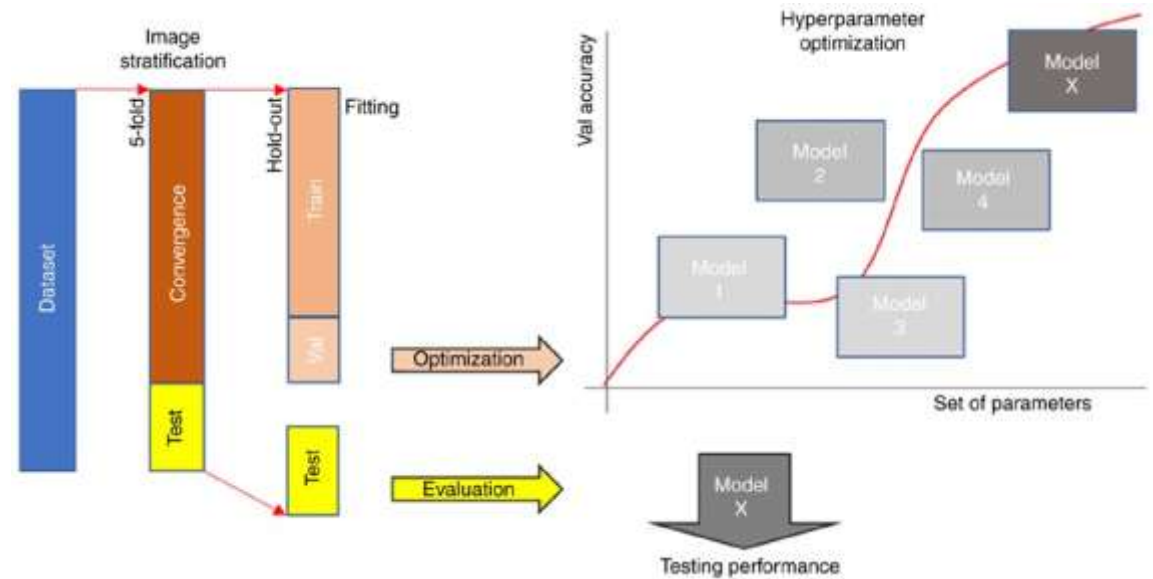 Image
stratification
Dataset
5-fold
Convergence
Test
Hold-out
Fitting
Train
Val
Test
Optimization
Evaluation
Hyperparameter
optimization
Val accuracy
Model
1
Model
2
Model
3
Model
4
Model
X
Set of parameters
Model
X
Testing performance